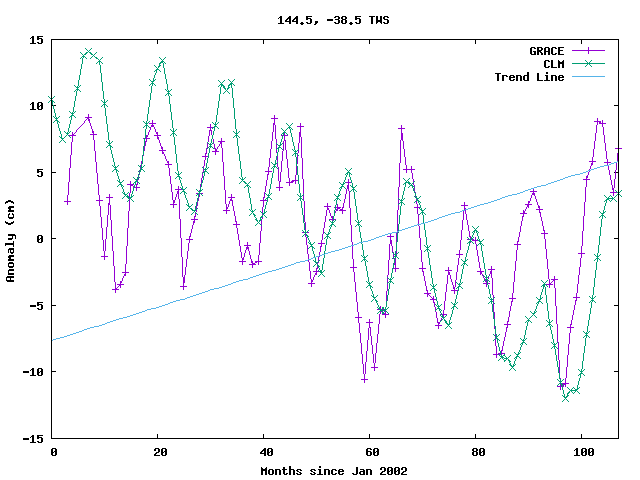 144.5, -38.5 TWS
15
10
5
0
-5
-10
-15
Anomaly (cm)
GRACE
CLM
Trend Line
0 20 40 60 80 100
Months since Jan 2002